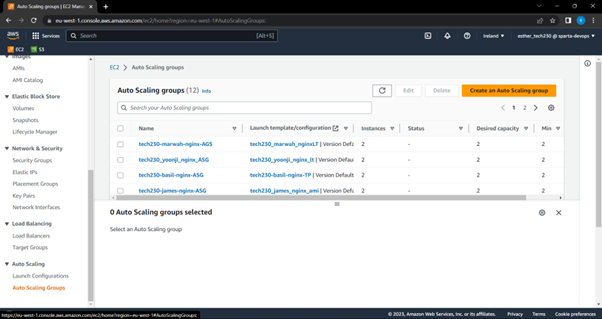 Auto Scaling groups | EC2 Mana
eu-west-1.console.aws.amazon.com/ec2/home?region=eu-west-1#AutoScalingGroups:
aws
Services
Search
[Alt+S]
Ireland
esther_tech230 @ sparta-devops
EC2
S3
Images
AMIs
AMI Catalog
Elastic Block Store
Volumes
Snapshots
Lifecycle Manager
Network & Security
Security Groups
Elastic IPs
Placement Groups
Key Pairs
Network Interfaces
Load Balancing
Load Balancers
Target Groups
Auto Scaling
Launch Configurations
Auto Scaling Groups
EC2 > Auto Scaling groups
Auto Scaling groups (12) Info
Edit
Delete
Create an Auto Scaling group
Search your Auto Scaling groups
1 2
Name Launch template/configuration Instances Status Desired capacity Min
tech230-marwah-nginx-AGS tech230_marwah_nginxLT | Version Defau 2 - 2 2
tech230_yoonji_nginx_ASG tech230_yoonji_nginx_lt | Version Defau 2 - 2 2
tech230-basil-nginx-ASG tech230-basil-nginx-TP | Version Defaul 2 - 2 2
tech230-james-nginx-ASG tech230_james_nginx_ami | Version 2 - 2 2
0 Auto Scaling groups selected
Select an Auto Scaling group
https://eu-west-1.console.aws.amazon.com/ec2/home?region=eu-west-1#AutoScalingGroups:
© 2023, Amazon Web Services, Inc. or its affiliates.
Privacy
Terms
Cookie preferences